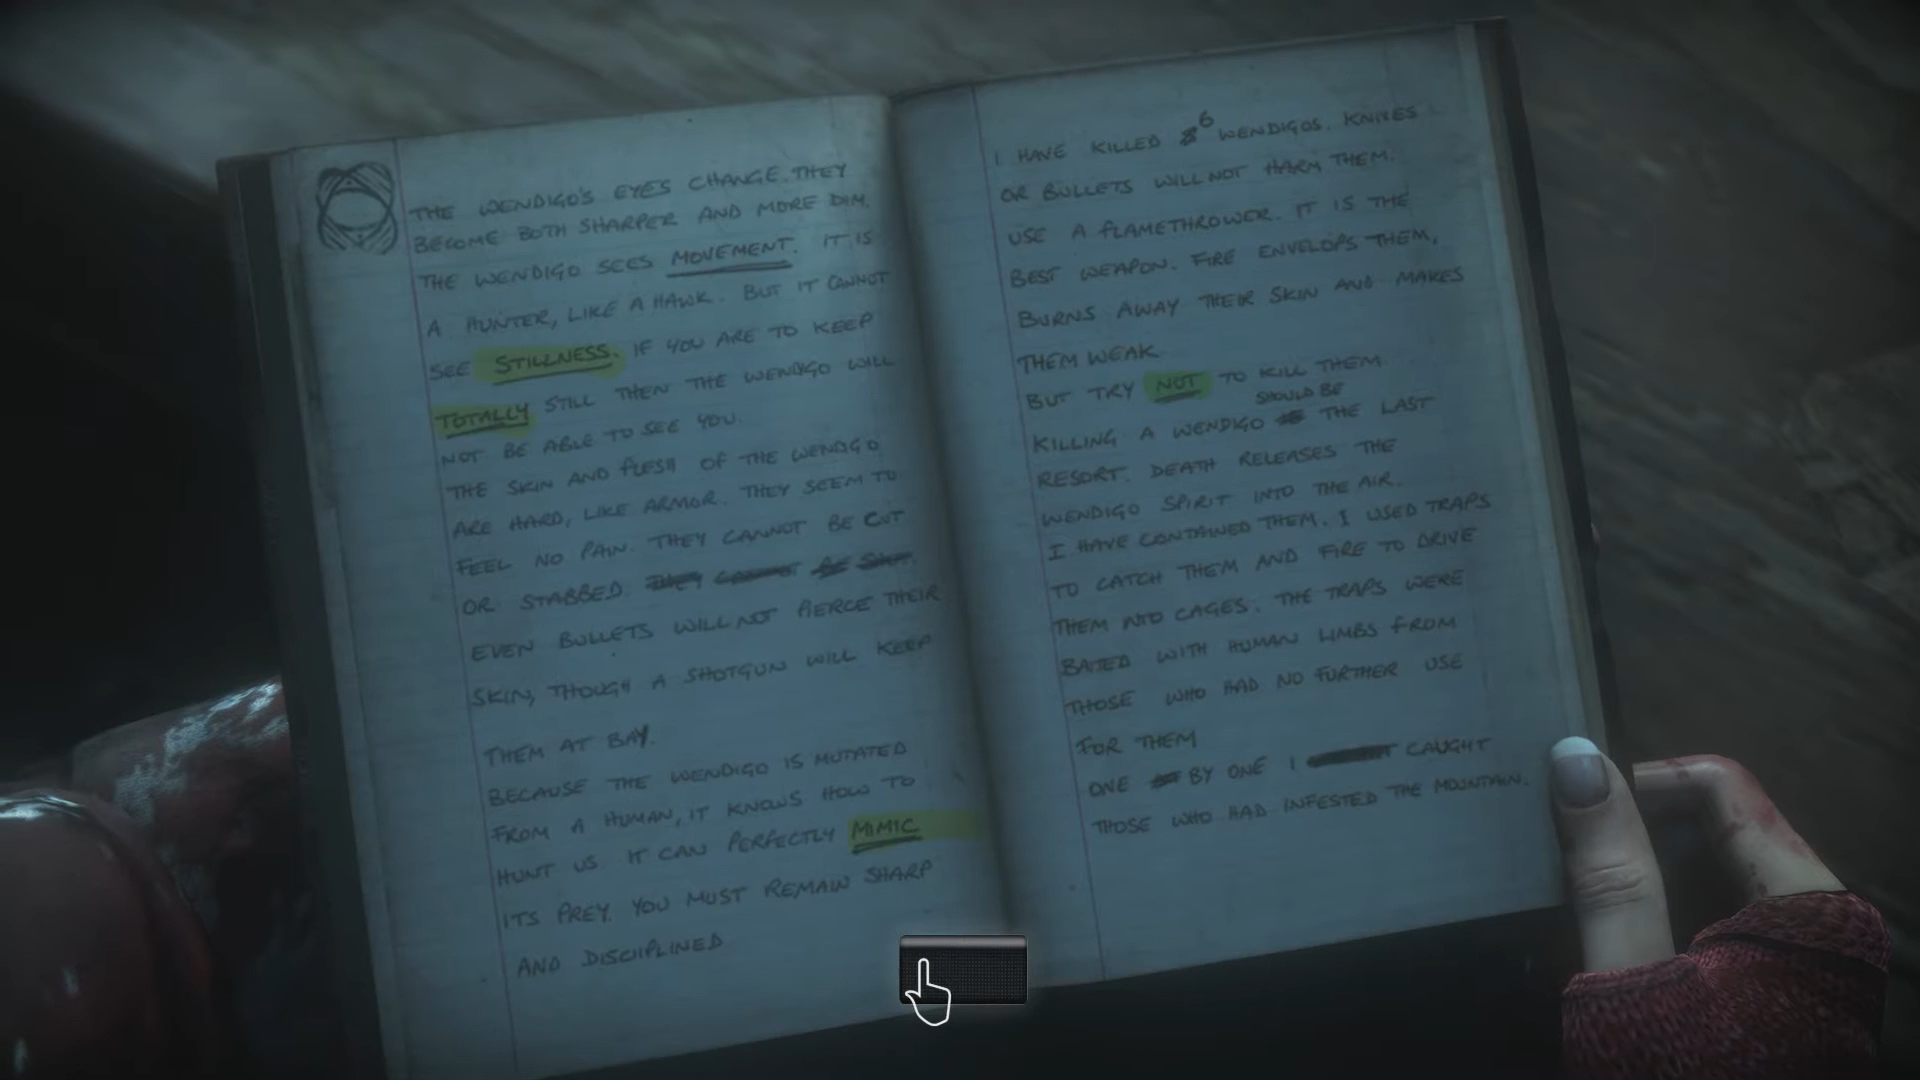 THE WENDIGO'S EYES CHANGE. THEY
BECOME BOTH SHARPER AND MORE DIM.
THE WENDIGO SEES MOVEMENT. IT IS
A HUNTER, LIKE A HAWK. BUT IT CANNOT
SEE STILLNESS. IF YOU ARE TO KEEP
TOTALLY STILL THEN THE WENDIGO WILL
NOT BE ABLE TO SEE YOU.
THE SKIN AND FLESH OF THE WENDIGO
ARE HARD, LIKE ARMOR. THEY SEEM TO
FEEL NO PAIN. THEY CANNOT BE CUT
OR STABBED. THEY CANNOT BE SHOT.
EVEN BULLETS WILL NOT PIERCE THEIR
SKIN, THOUGH A SHOTGUN WILL KEEP
THEM AT BAY.
BECAUSE THE WENDIGO IS MUTATED
FROM A HUMAN, IT KNOWS HOW TO
HUNT US. IT CAN PERFECTLY MIMIC
ITS PREY. YOU MUST REMAIN SHARP
AND DISCIPLINED
I HAVE KILLED 6 WENDIGOS. KNIVES
OR BULLETS WILL NOT HARM THEM.
USE A FLAMETHROWER. IT IS THE
BEST WEAPON. FIRE ENVELOPS THEM,
BURNS AWAY THEIR SKIN AND MAKES
THEM WEAK.
BUT TRY NOT TO KILL THEM
KILLING A WENDIGO SHOULD BE THE LAST
RESORT. DEATH RELEASES THE
WENDIGO SPIRIT INTO THE AIR.
I HAVE CONTAINED THEM. I USED TRAPS
TO CATCH THEM AND FIRE TO DRIVE
THEM INTO CAGES. THE TRAPS WERE
BAITED WITH HUMAN LIMBS FROM
THOSE WHO HAD NO FURTHER USE
FOR THEM
ONE BY ONE I CAUGHT
THOSE WHO HAD INFESTED THE MOUNTAIN.